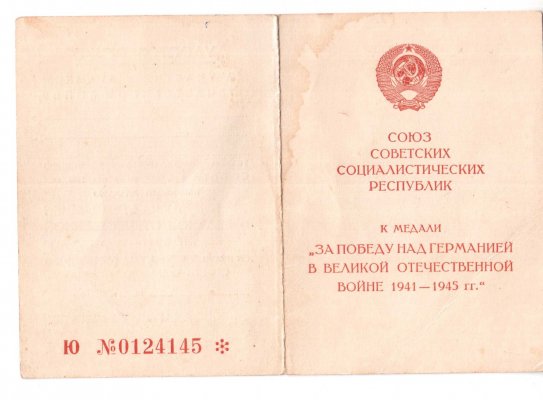 Ю №0124145 *
СОЮЗ
СОВЕТСКИХ
СОЦИАЛИСТИЧЕСКИХ
РЕСПУБЛИК
К МЕДАЛИ
„ЗА ПОБЕДУ НАД ГЕРМАНИЕЙ
В ВЕЛИКОЙ ОТЕЧЕСТВЕННОЙ
ВОЙНЕ 1941—1945 гг.“